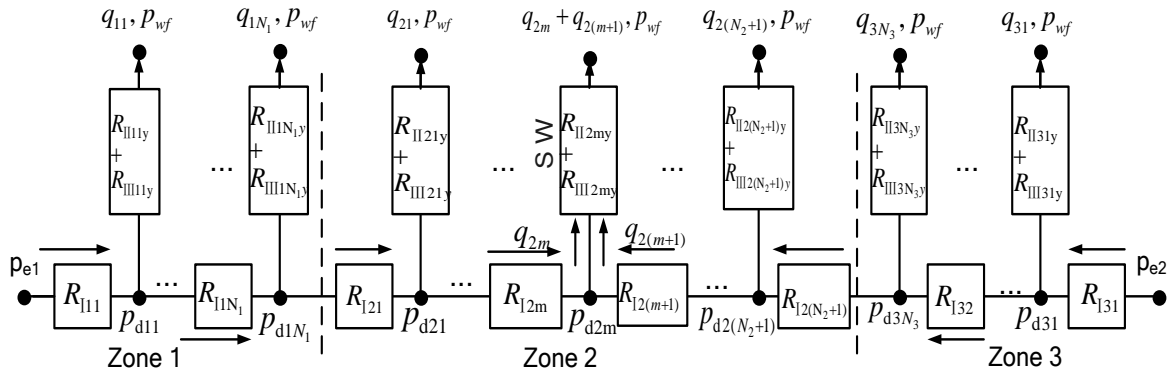 q11, pwf q1N1, pwf q21, pwf q2m + q2(m+1), pwf q2(N2+1), pwf q3N3, pwf q31, pwf
RII11y + RIII11y
...
RII1N1y + RIII1N1y
RII21y + RIII21y
...
S W
RII2my + RIII2my
...
RII2(N2+1)y + RIII2(N2+1)y
RII3N3y + RIII3N3y
...
RII31y + RIII31y
q2m q2(m+1)
pe1 RI11 ... RI1N1 RI21 ... RI2m RI2(m+1) ... RI2(N2+1) RI32 ... RI31 pe2
pd11 pd1N1 pd21 pd2m pd2(N2+1) pd3N3 pd31
Zone 1 Zone 2 Zone 3